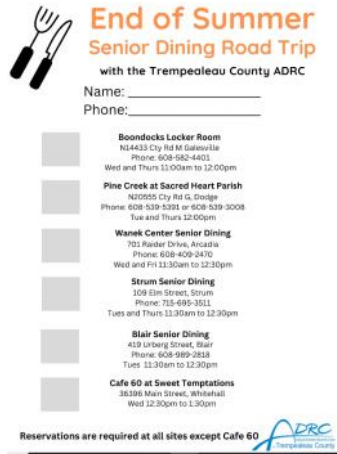 End of Summer
Senior Dining Road Trip
with the Trempealeau County ADRC
Name:
Phone:
Boondocks Locker Room
N14433 Cty Rd M Galesville
Phone: 608-582-4401
Wed and Thurs 11:00am to 12:00pm
Pine Creek at Sacred Heart Parish
N20555 Cty Rd G, Dodge
Phone: 608-539-5391 or 608-539-3008
Tue and Thurs 12:00pm
Wanek Center Senior Dining
701 Raider Drive, Arcadia
Phone: 608-409-2470
Wed and Fri 11:30am to 12:30pm
Strum Senior Dining
109 Elm Street, Strum
Phone: 715-695-3511
Tues and Thurs 11:30am to 12:30pm
Blair Senior Dining
419 Urberg Street, Blair
Phone: 608-989-2818
Tues 11:30am to 12:30pm
Cafe 60 at Sweet Temptations
36396 Main Street, Whitehall
Wed 12:30pm to 1:30pm
Reservations are required at all sites except Cafe 60
ADRC
of Trempealeau County